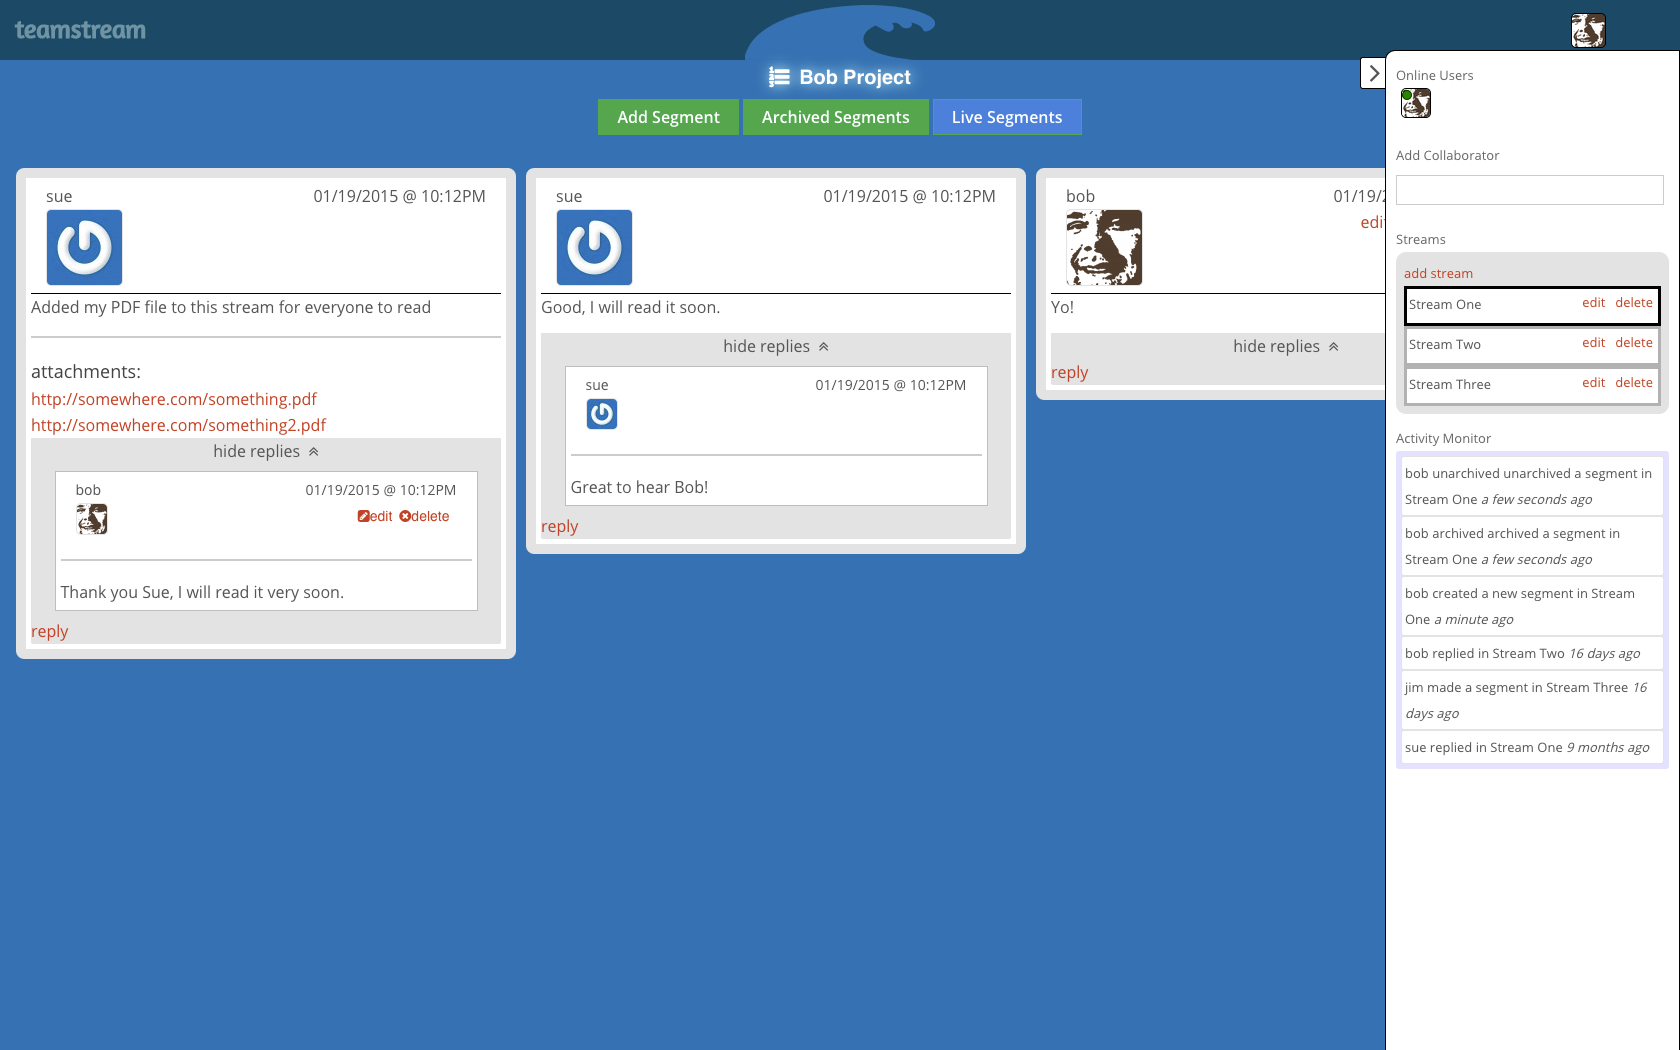 teamstream
Bob Project
Add Segment
Archived Segments
Live Segments
sue
01/19/2015 @ 10:12PM
Added my PDF file to this stream for everyone to read
attachments:
http://somewhere.com/something.pdf
http://somewhere.com/something2.pdf
hide replies
bob
01/19/2015 @ 10:12PM
edit delete
Thank you Sue, I will read it very soon.
reply
sue
01/19/2015 @ 10:12PM
Good, I will read it soon.
hide replies
sue
01/19/2015 @ 10:12PM
Great to hear Bob!
reply
bob
01/19/2
edit
Yo!
hide replies
reply
Online Users
Add Collaborator
Streams
add stream
Stream One edit delete
Stream Two edit delete
Stream Three edit delete
Activity Monitor
bob unarchived unarchived a segment in
Stream One a few seconds ago
bob archived archived a segment in
Stream One a few seconds ago
bob created a new segment in Stream
One a minute ago
bob replied in Stream Two 16 days ago
jim made a segment in Stream Three 16
days ago
sue replied in Stream One 9 months ago